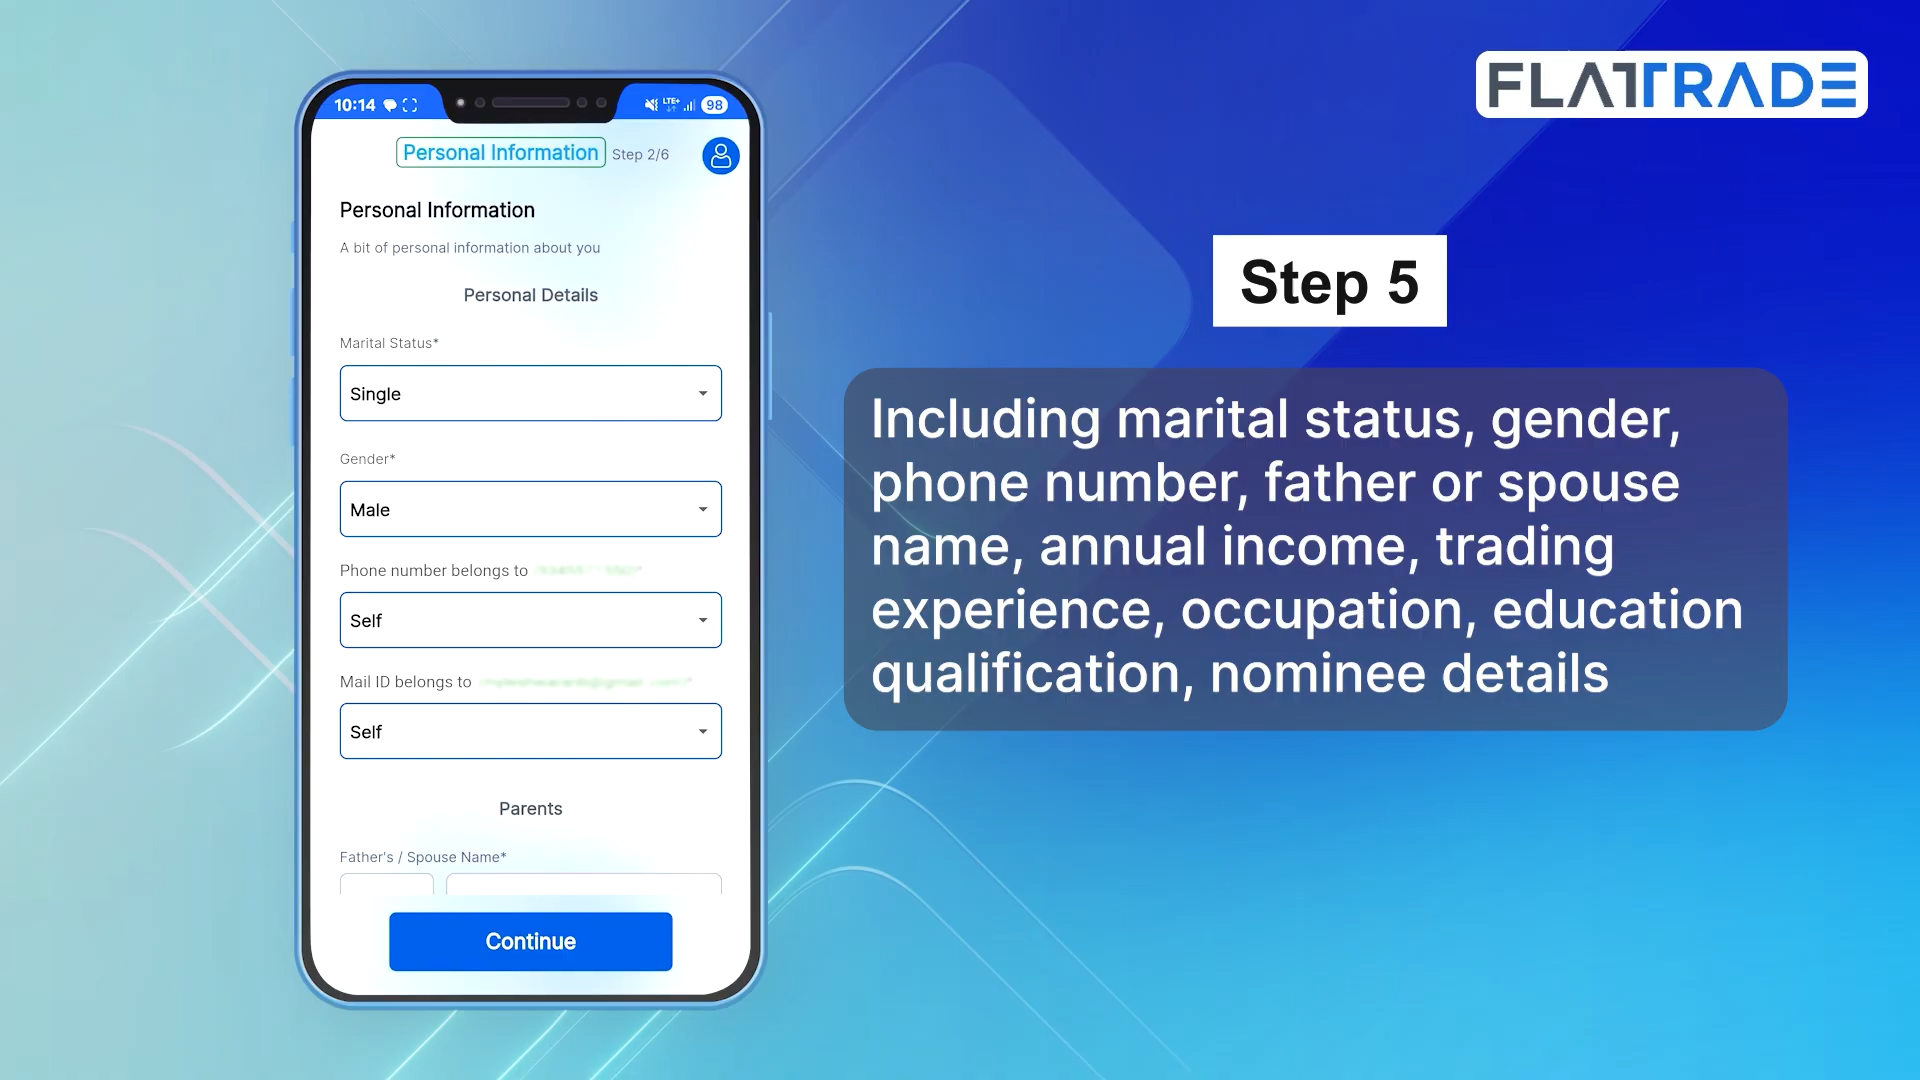 FLATTRADE
10:14
LTE+
98
Personal Information Step 2/6
Personal Information
A bit of personal information about you
Personal Details
Marital Status*
Single
Gender*
Male
Phone number belongs to
Self
Mail ID belongs to
Self
Parents
Father's / Spouse Name*
Continue
Step 5
Including marital status, gender,
phone number, father or spouse
name, annual income, trading
experience, occupation, education
qualification, nominee details